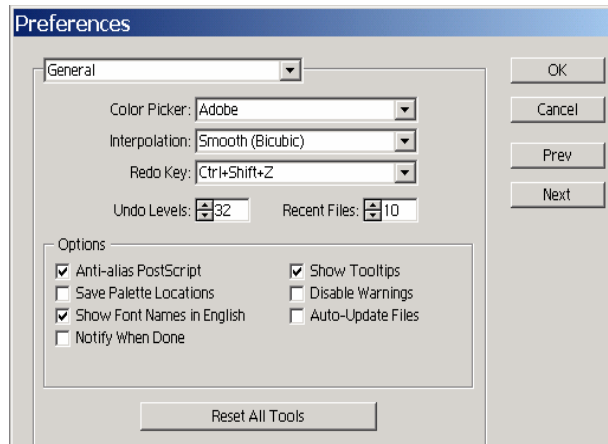 Preferences
General
OK
Color Picker: Adobe
Cancel
Interpolation: Smooth (Bicubic)
Prev
Redo Key: Ctrl+Shift+Z
Next
Undo Levels: 32 Recent Files: 10
Options
Anti-alias PostScript Show Tooltips
Save Palette Locations Disable Warnings
Show Font Names in English Auto-Update Files
Notify When Done
Reset All Tools